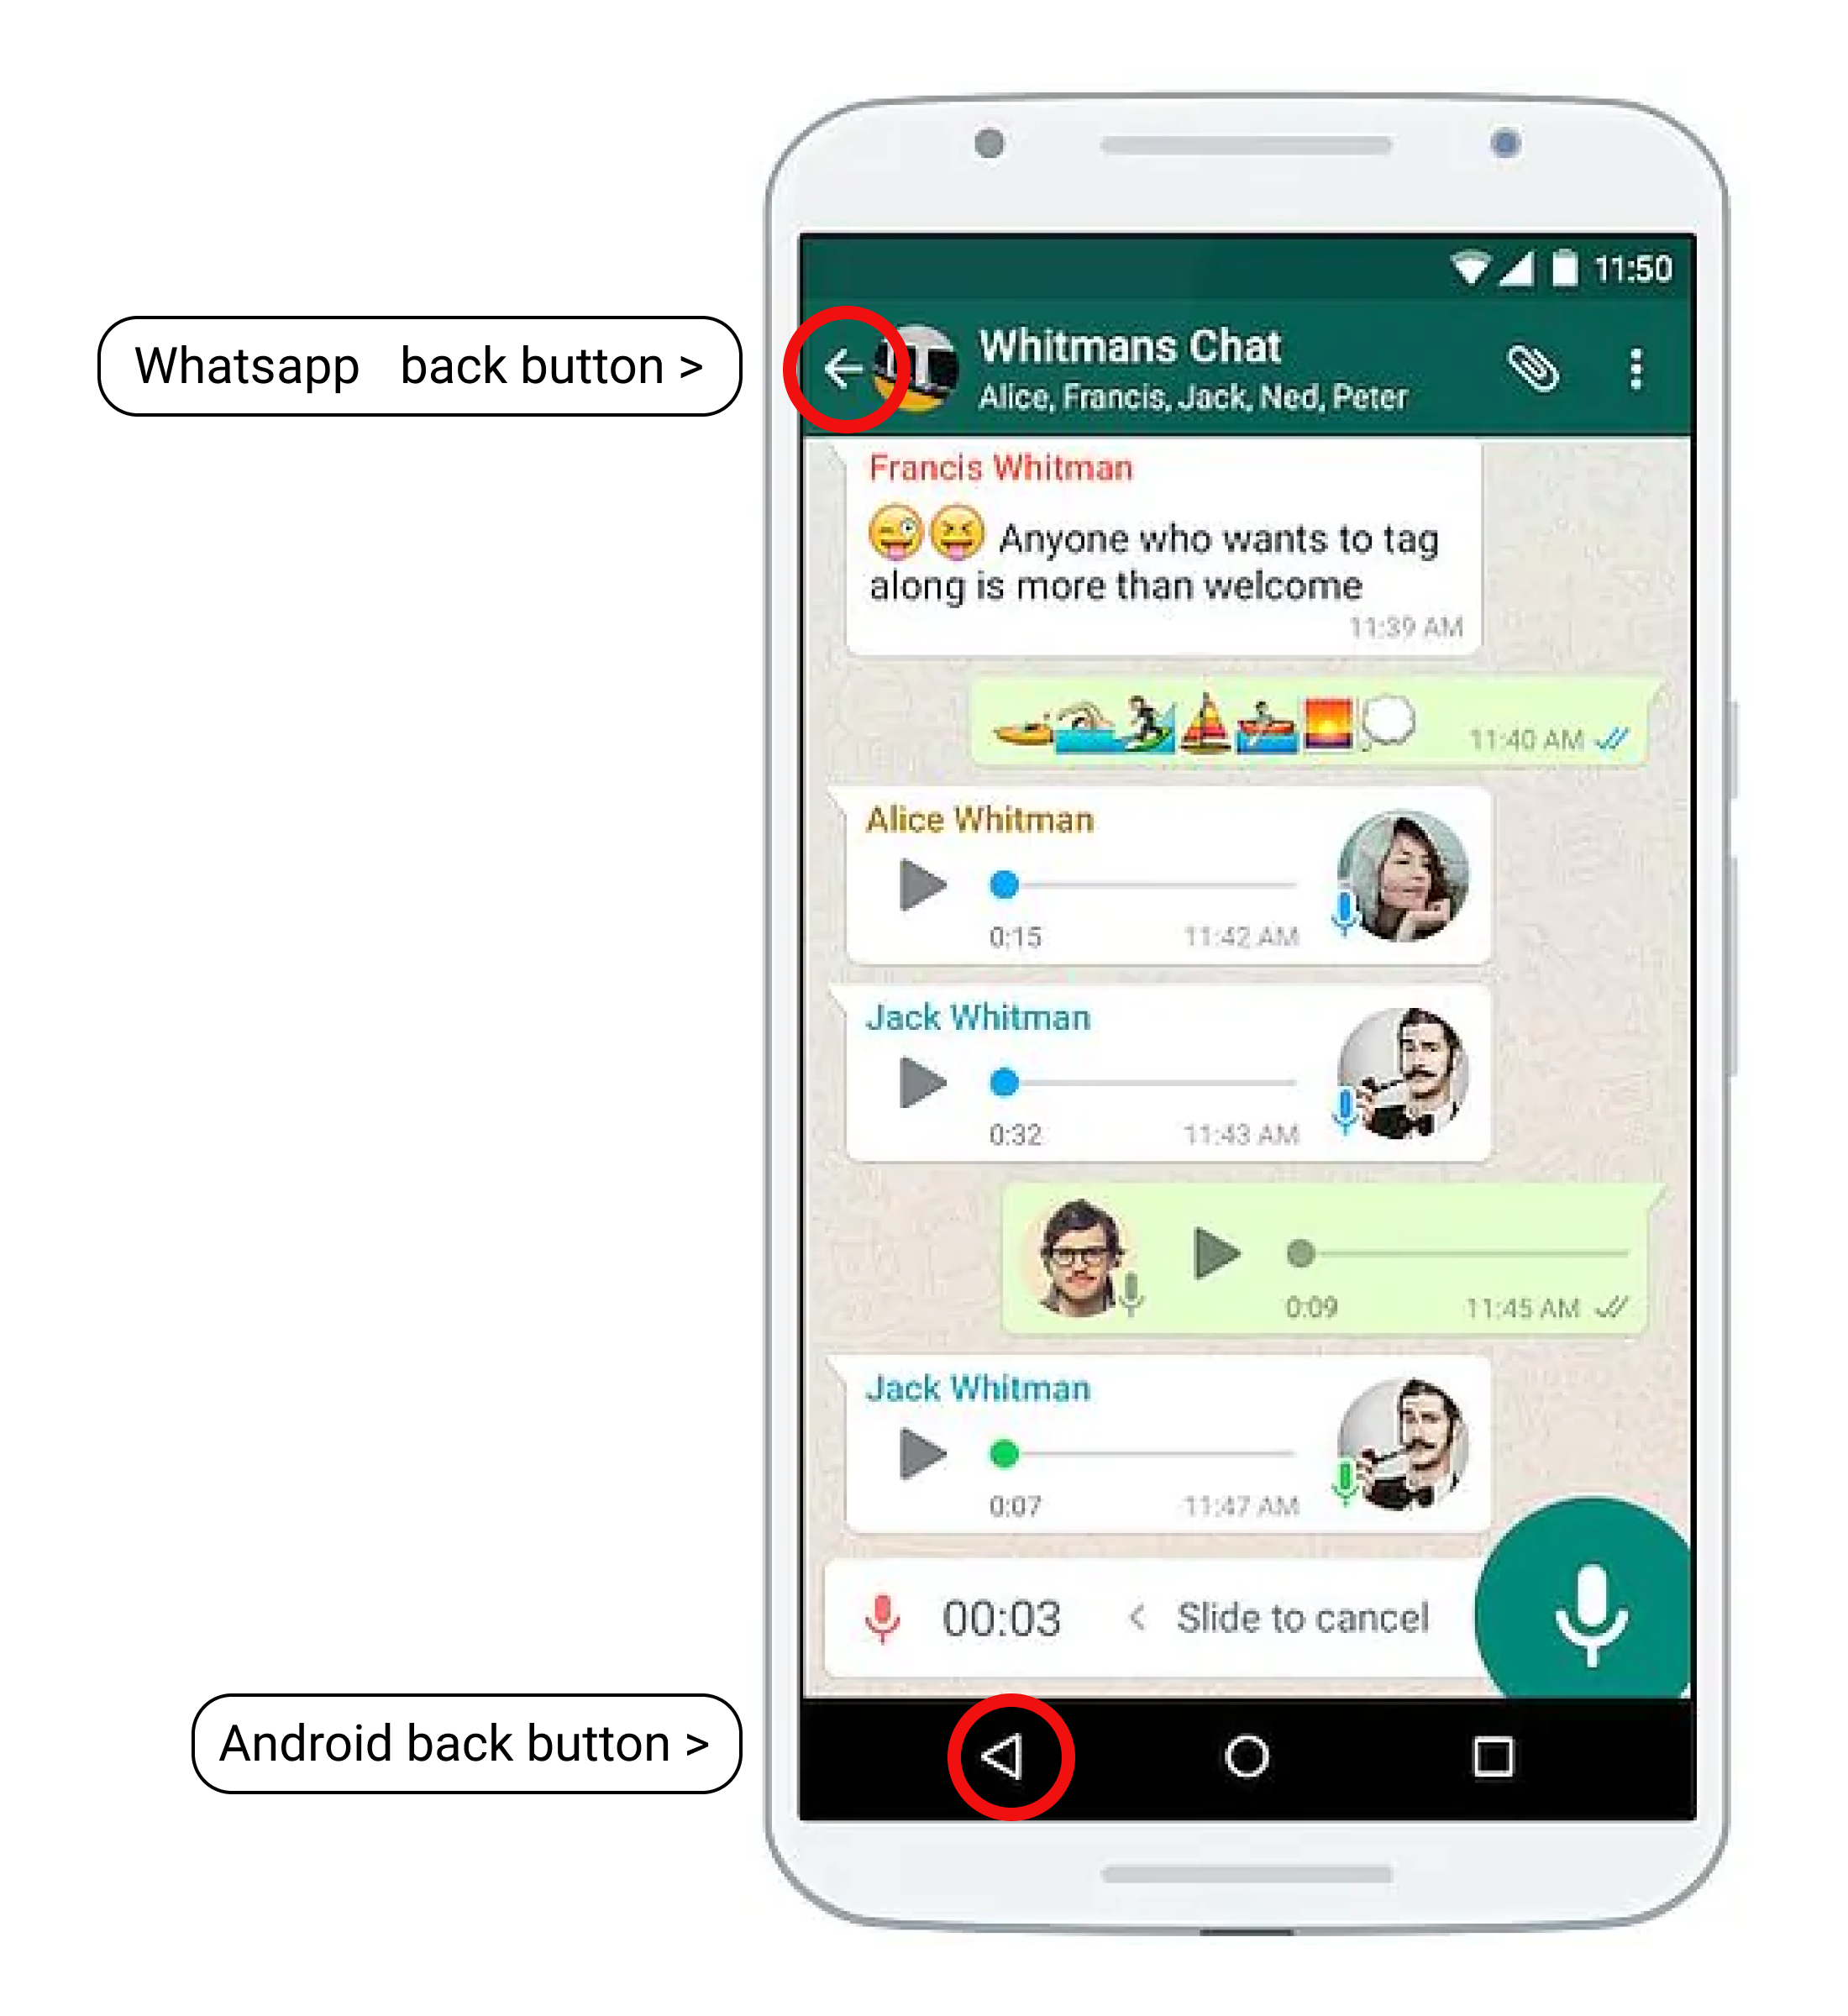 11:50
Whatsapp back button >
Whitmans Chat
Alice, Francis, Jack, Ned, Peter
Francis Whitman
😜😝 Anyone who wants to tag
along is more than welcome
11:39 AM
11:40 AM
Alice Whitman
0:15 11:42 AM
Jack Whitman
0:32 11:43 AM
0:09 11:45 AM
Jack Whitman
0:07 11:47 AM
00:03 < Slide to cancel
Android back button >